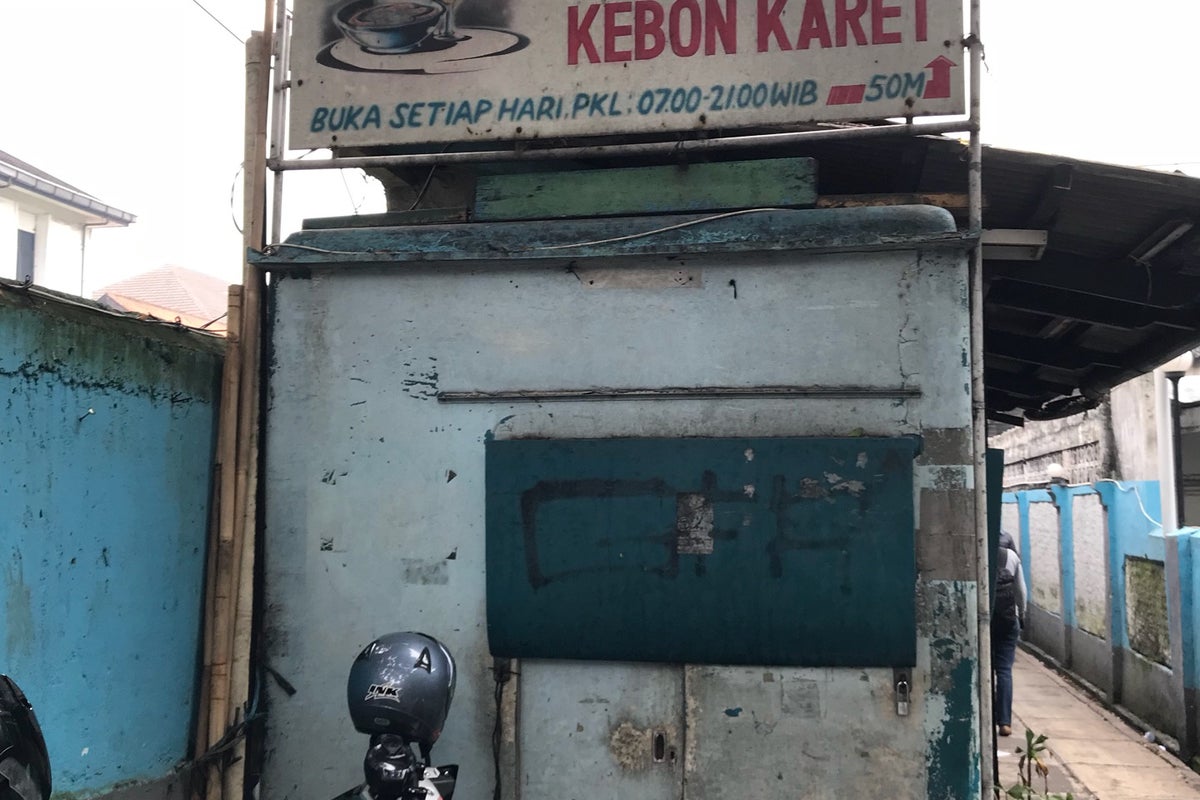 KEBON KARET
BUKA SETIAP HARI. PKL: 07.00-21.00 WIB 50M
INK